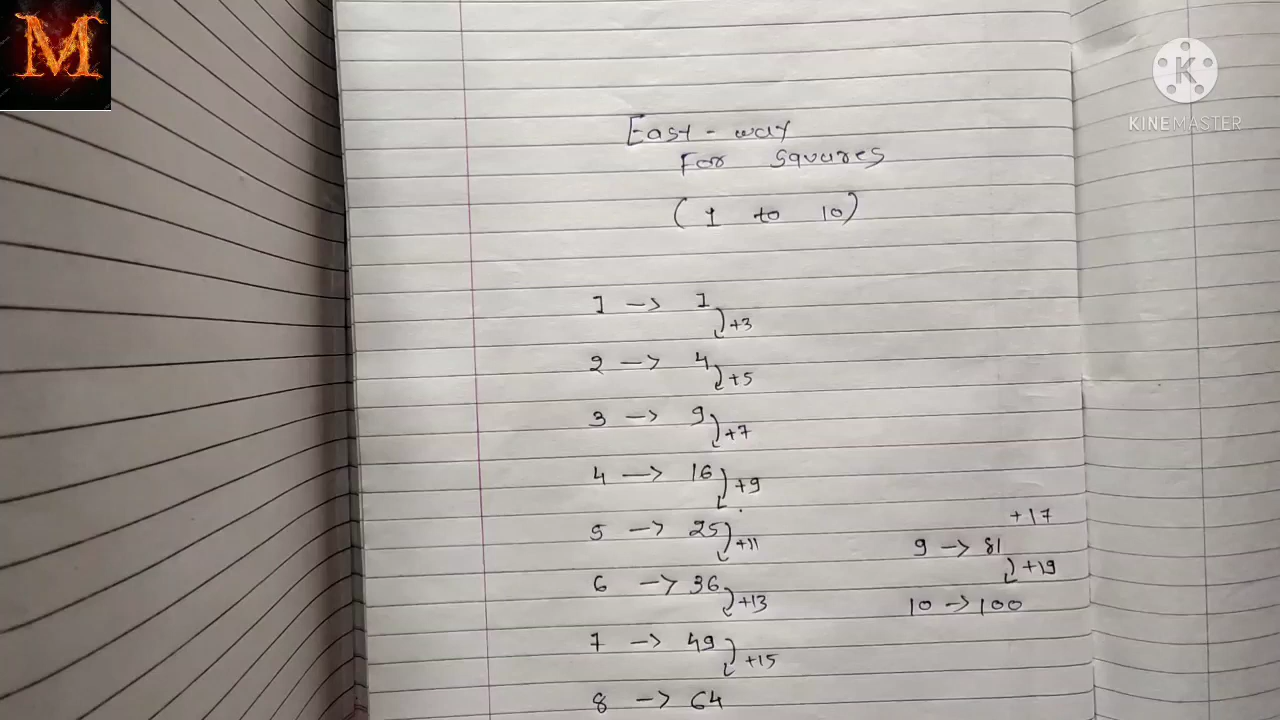 M
K
KINEMASTER
Easy - way
For squares
(1 to 10)
1 -> 1
+3
2 -> 4
+5
3 -> 9
+7
4 -> 16
+9
5 -> 25
+11
6 -> 36
+13
7 -> 49
+15
8 -> 64
+17
9 -> 81
+19
10 -> 100